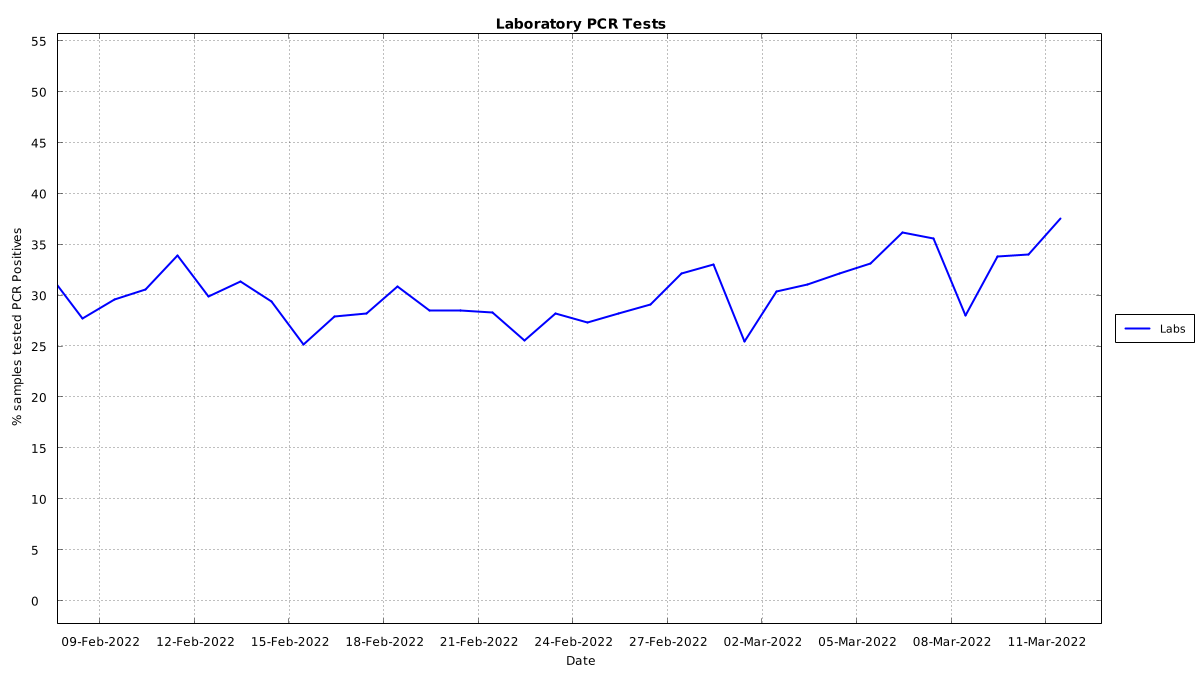 Laboratory PCR Tests
55
50
45
40
35
30
25
20
15
10
5
0
% samples tested PCR Positives
09-Feb-2022 12-Feb-2022 15-Feb-2022 18-Feb-2022 21-Feb-2022 24-Feb-2022 27-Feb-2022 02-Mar-2022 05-Mar-2022 08-Mar-2022 11-Mar-2022
Date
Labs